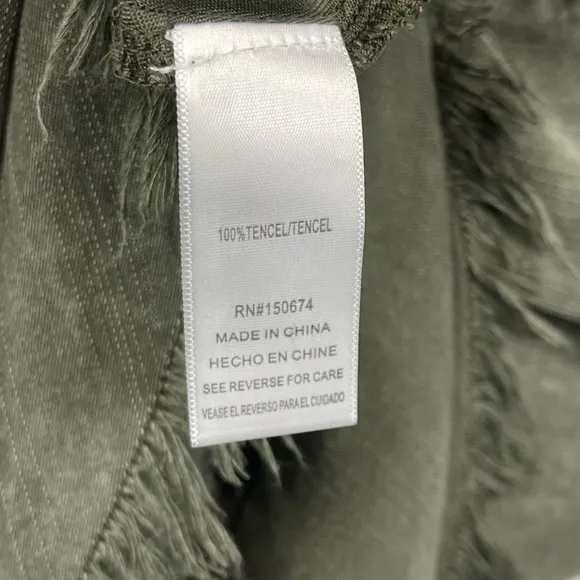 100%TENCEL/TENCEL
RN#150674
MADE IN CHINA
HECHO EN CHINE
SEE REVERSE FOR CARE
VEASE EL REVERSO PARA EL CUIDADO